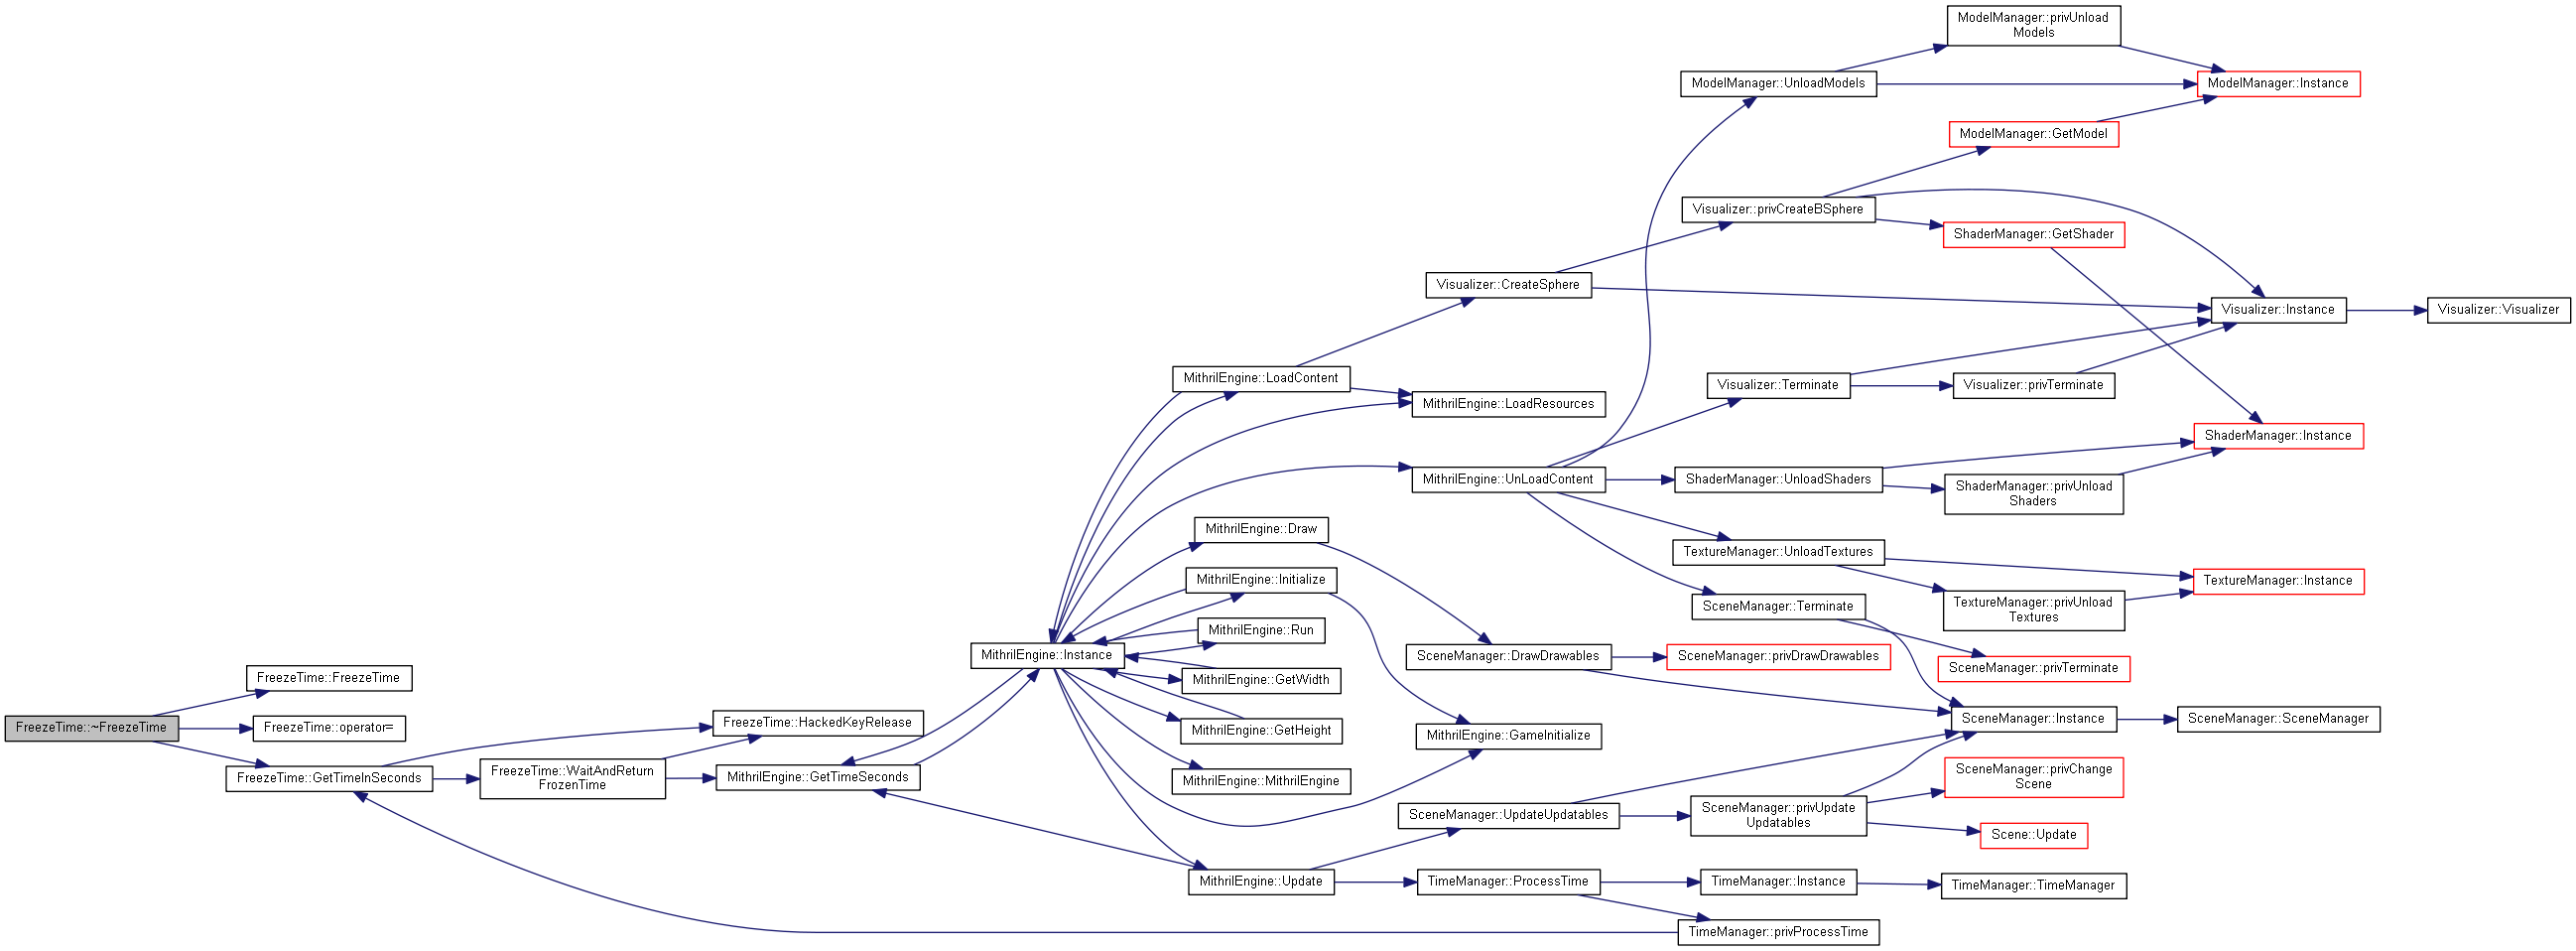 ModelManager::privUnload
Models
ModelManager::UnloadModels
ModelManager::Instance
ModelManager::GetModel
Visualizer::privCreateBSphere
ShaderManager::GetShader
Visualizer::CreateSphere
Visualizer::Instance
Visualizer::Visualizer
MithrilEngine::LoadContent
Visualizer::Terminate
Visualizer::privTerminate
MithrilEngine::LoadResources
ShaderManager::Instance
MithrilEngine::UnLoadContent
ShaderManager::UnloadShaders
ShaderManager::privUnload
Shaders
MithrilEngine::Draw
TextureManager::UnloadTextures
MithrilEngine::Initialize
TextureManager::Instance
SceneManager::Terminate
TextureManager::privUnload
Textures
MithrilEngine::Run
MithrilEngine::Instance
SceneManager::DrawDrawables
SceneManager::privDrawDrawables
SceneManager::privTerminate
FreezeTime::FreezeTime
MithrilEngine::GetWidth
FreezeTime::~FreezeTime
FreezeTime::operator=
FreezeTime::HackedKeyRelease
MithrilEngine::GetHeight
MithrilEngine::GameInitialize
SceneManager::Instance
SceneManager::SceneManager
FreezeTime::GetTimeInSeconds
FreezeTime::WaitAndReturn
FrozenTime
MithrilEngine::GetTimeSeconds
MithrilEngine::MithrilEngine
SceneManager::privChange
Scene
SceneManager::UpdateUpdatables
SceneManager::privUpdate
Updatables
Scene::Update
MithrilEngine::Update
TimeManager::ProcessTime
TimeManager::Instance
TimeManager::TimeManager
TimeManager::privProcessTime